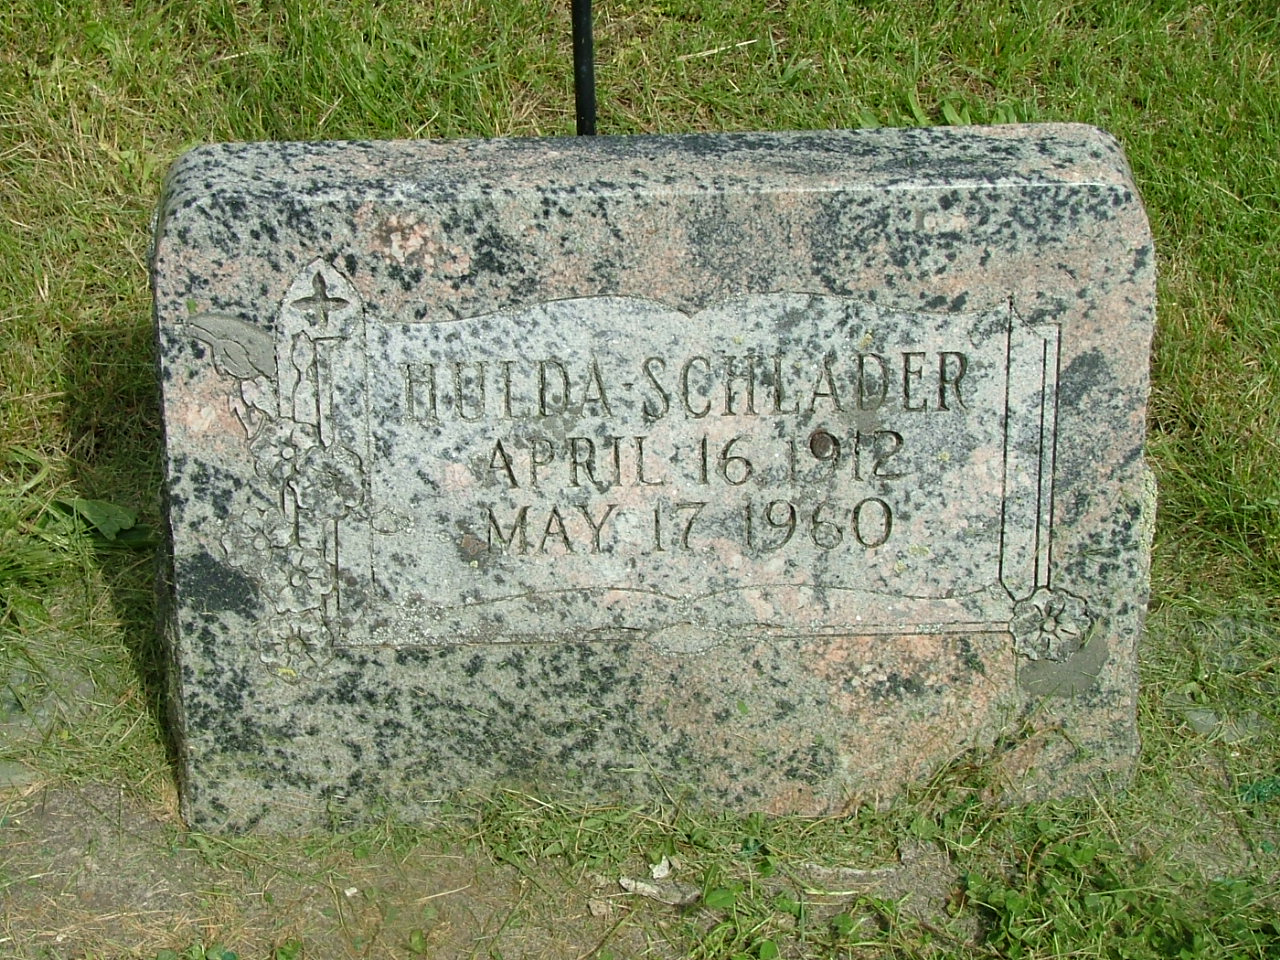 HULDA SCHLADER
APRIL 16 1912
MAY 17 1960